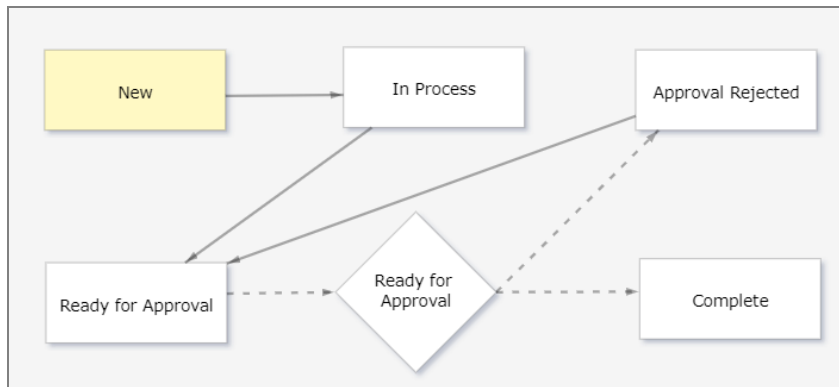 New
In Process
Approval Rejected
Ready for Approval
Ready for
Approval
Complete